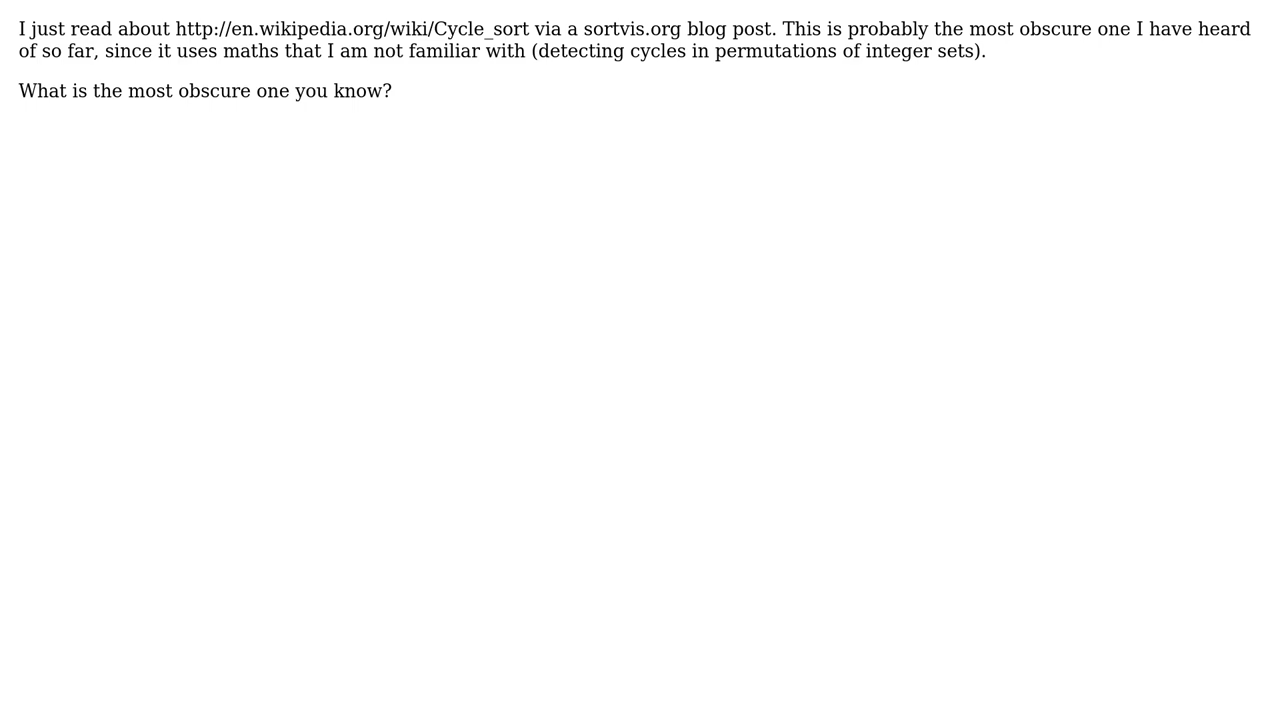 I just read about http://en.wikipedia.org/wiki/Cycle_sort via a sortvis.org blog post. This is probably the most obscure one I have heard
of so far, since it uses maths that I am not familiar with (detecting cycles in permutations of integer sets).
What is the most obscure one you know?